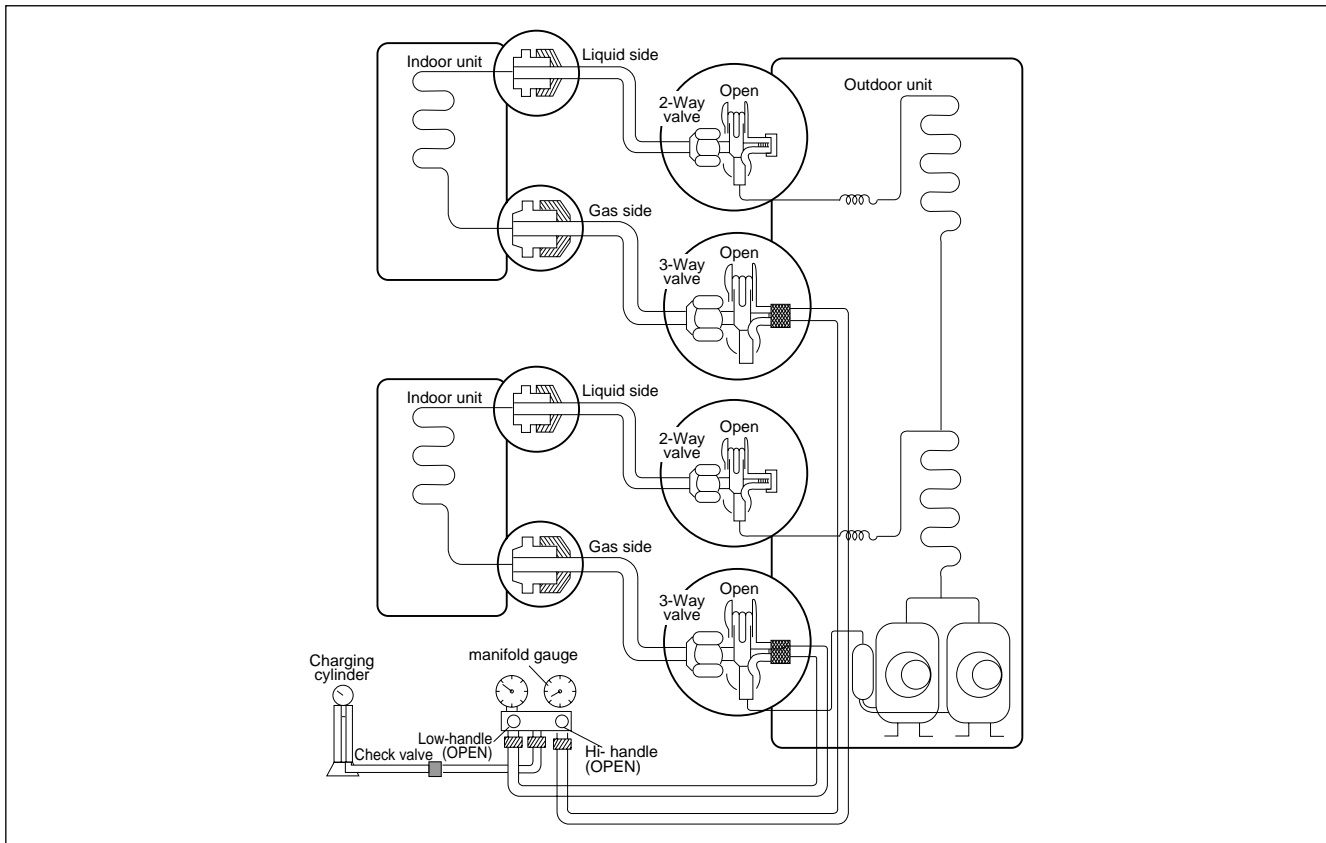 Indoor unit
Liquid side
2-Way
valve
Open
Outdoor unit
Gas side
3-Way
valve
Open
Indoor unit
Liquid side
2-Way
valve
Open
Gas side
3-Way
valve
Open
Charging
cylinder
manifold gauge
Check valve
Low-handle
(OPEN)
Hi- handle
(OPEN)